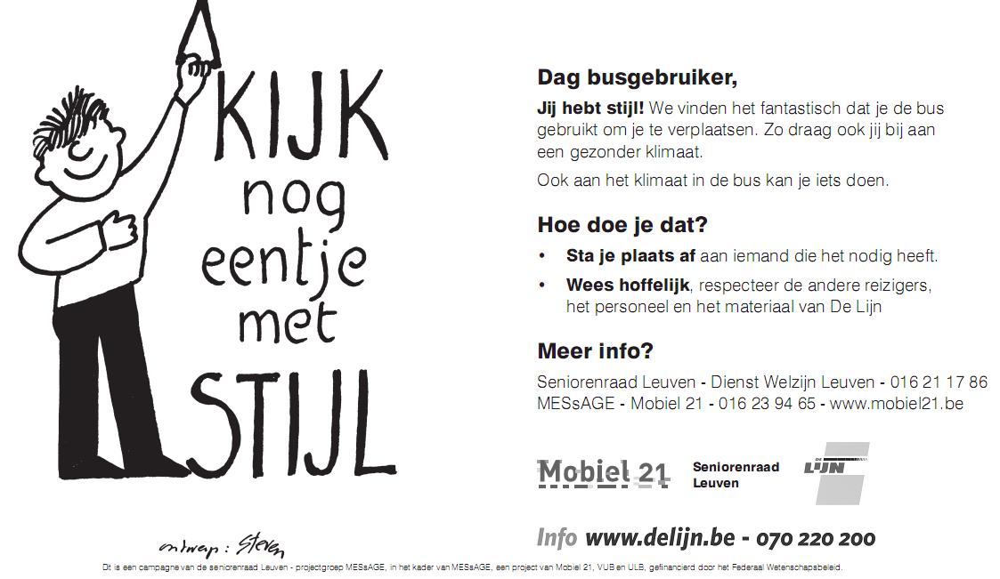 KIJK
nog
eentje
met
STIJL
ontwerp : Steven
Dag busgebruiker,
Jij hebt stijl! We vinden het fantastisch dat je de bus
gebruikt om je te verplaatsen. Zo draag ook jij bij aan
een gezonder klimaat.
Ook aan het klimaat in de bus kan je iets doen.
Hoe doe je dat?
• Sta je plaats af aan iemand die het nodig heeft.
• Wees hoffelijk, respecteer de andere reizigers,
het personeel en het materiaal van De Lijn
Meer info?
Seniorenraad Leuven - Dienst Welzijn Leuven - 016 21 17 86
MESsAGE - Mobiel 21 - 016 23 94 65 - www.mobiel21.be
Mobiel 21
Seniorenraad
Leuven
DE
LIJN
Info www.delijn.be - 070 220 200
Dit is een campagne van de seniorenraad Leuven - projectgroep MESsAGE, in het kader van MESsAGE, een project van Mobiel 21, VUB en ULB, gefinancierd door het Federaal Wetenschapsbeleid.